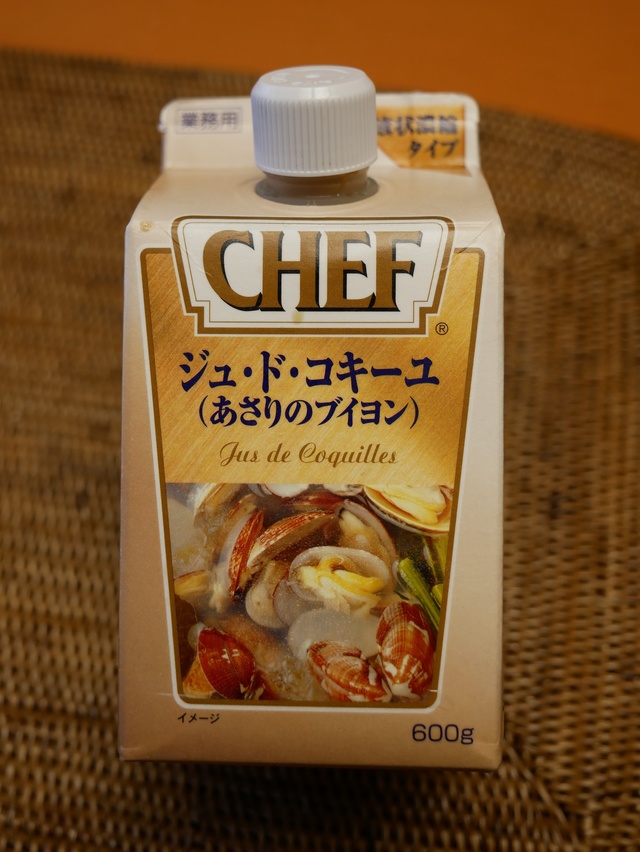 業務用
液状濃縮
タイプ
CHEF
®
ジュ・ド・コキーユ
(あさりのブイヨン)
Jus de Coquilles
イメージ
600g